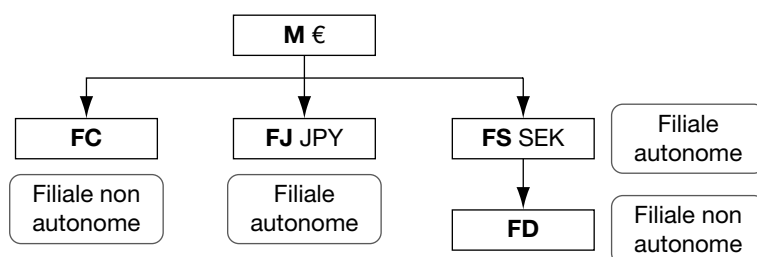 M €
FC
FJ JPY
FS SEK
Filiale
autonome
Filiale non
autonome
Filiale
autonome
FD
Filiale non
autonome